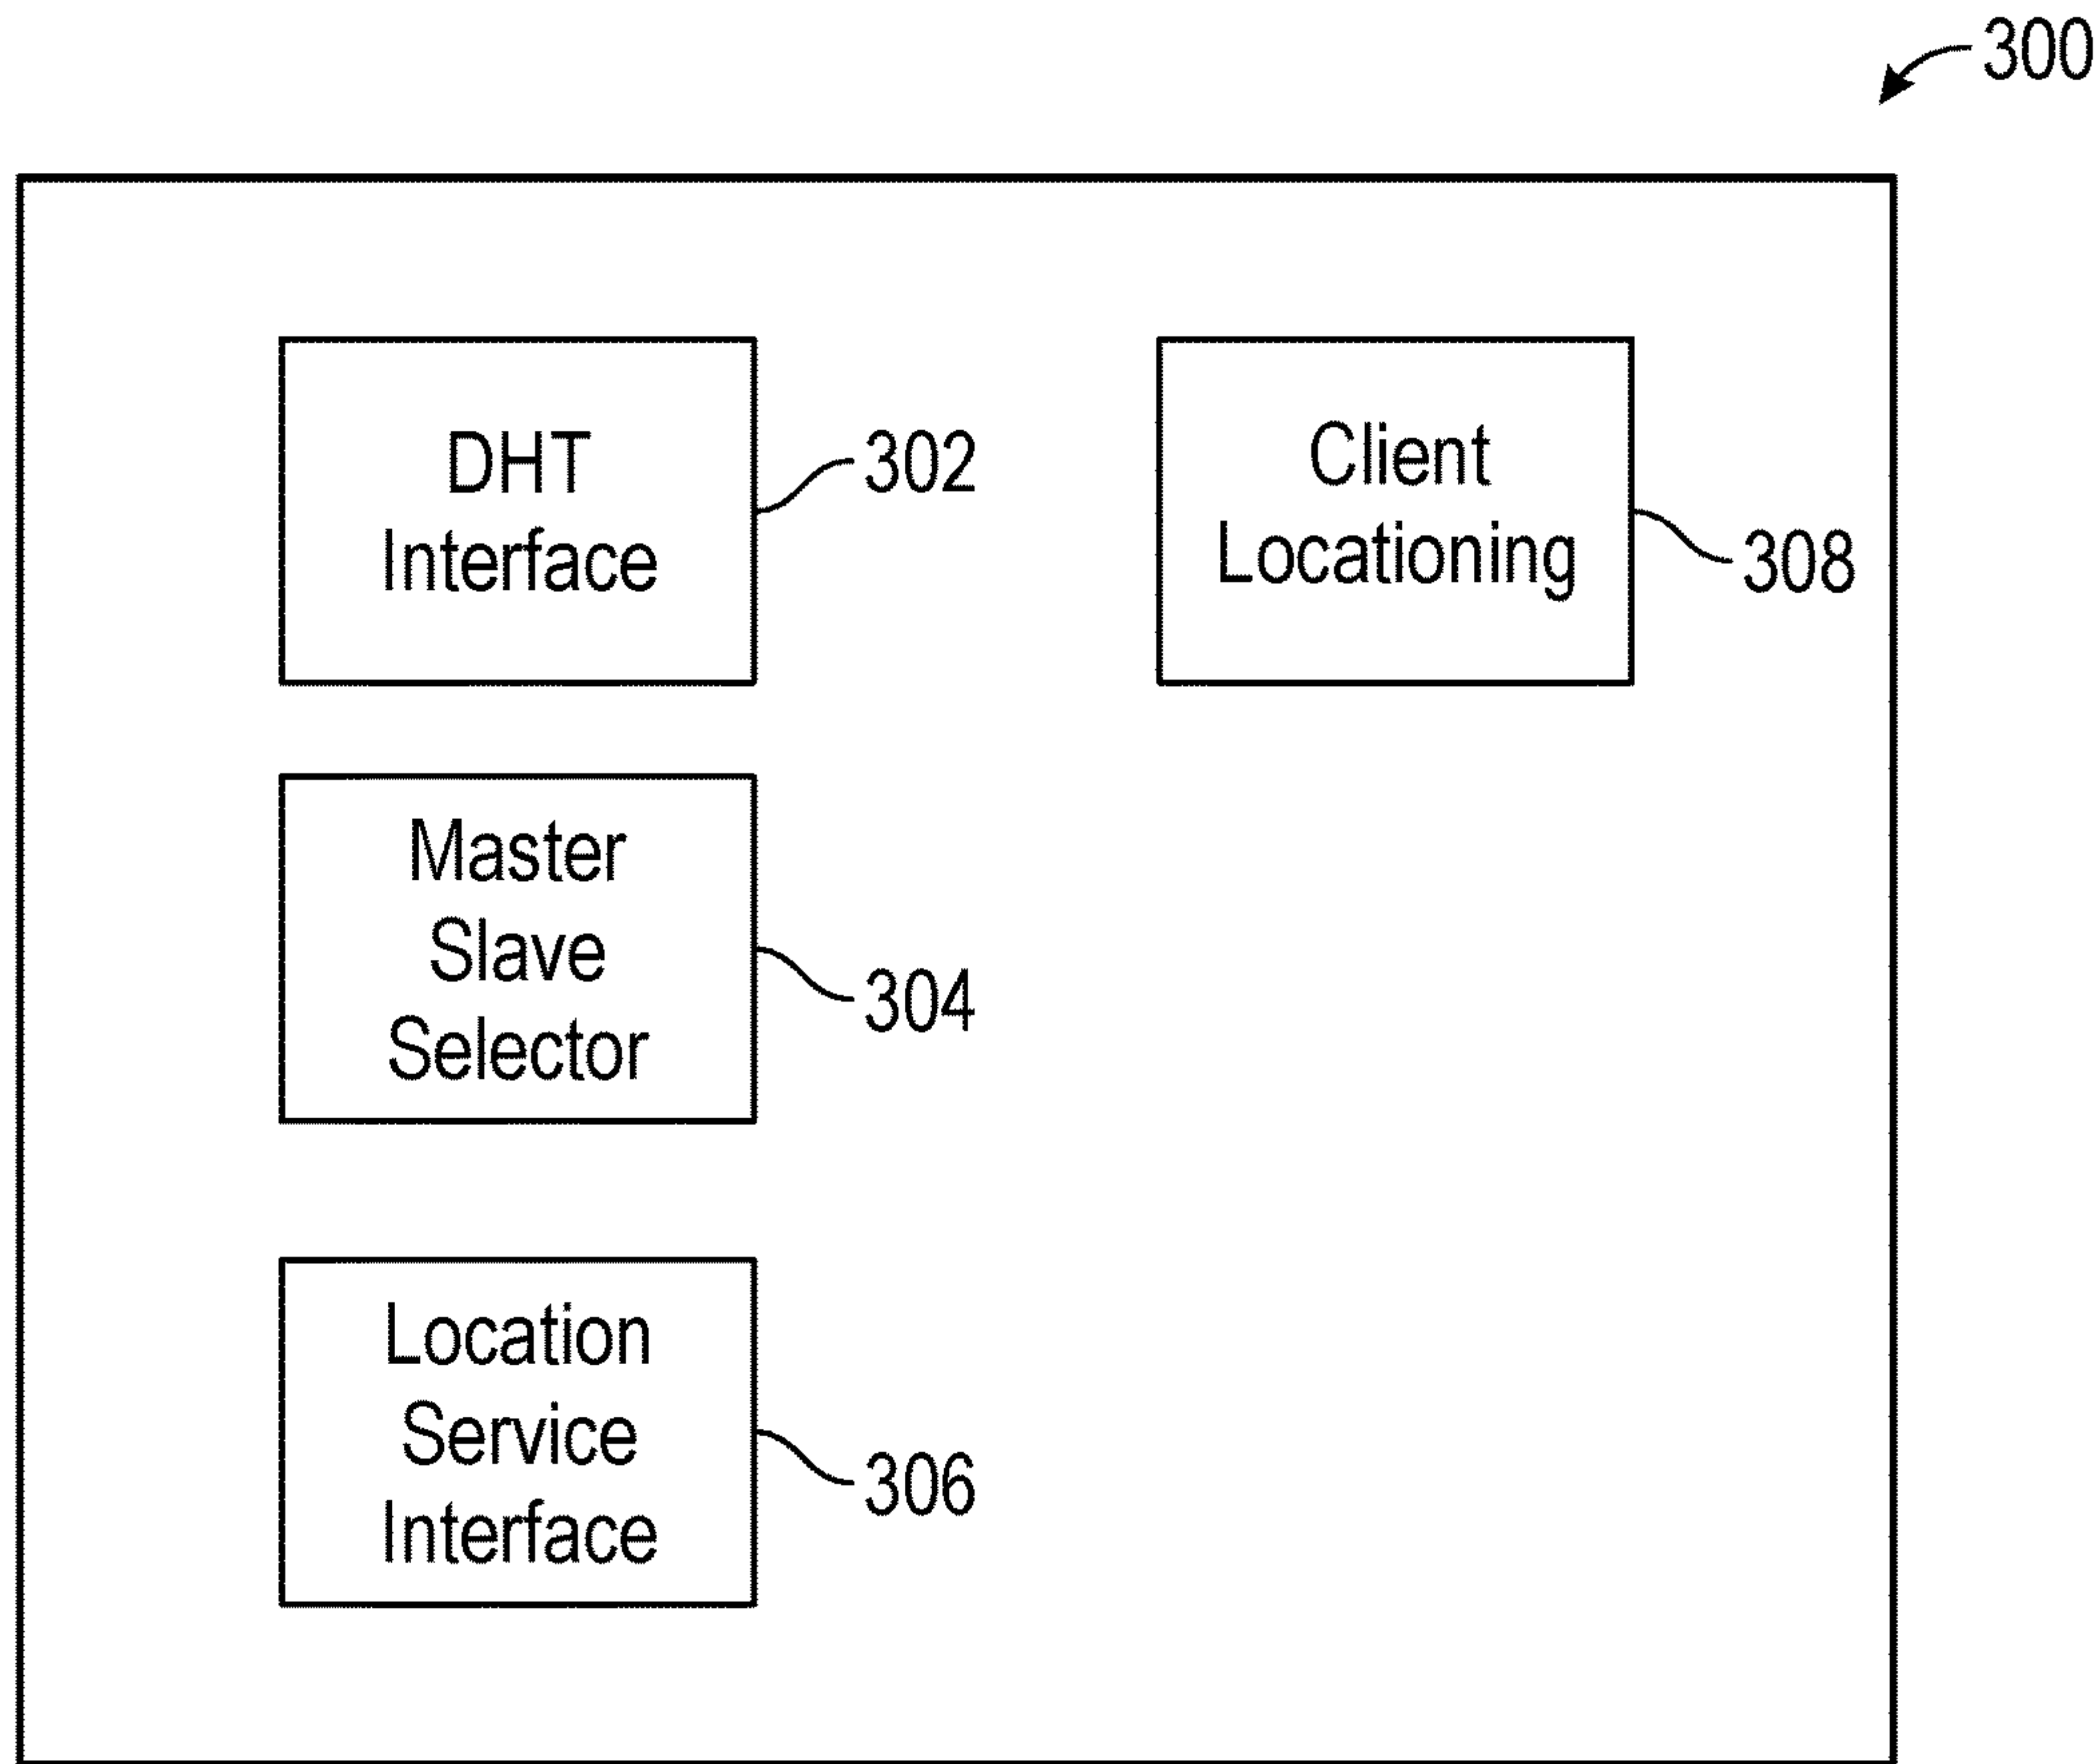 300
DHT
Interface
302
Client
Locationing
308
Master
Slave
Selector
304
Location
Service
Interface
306